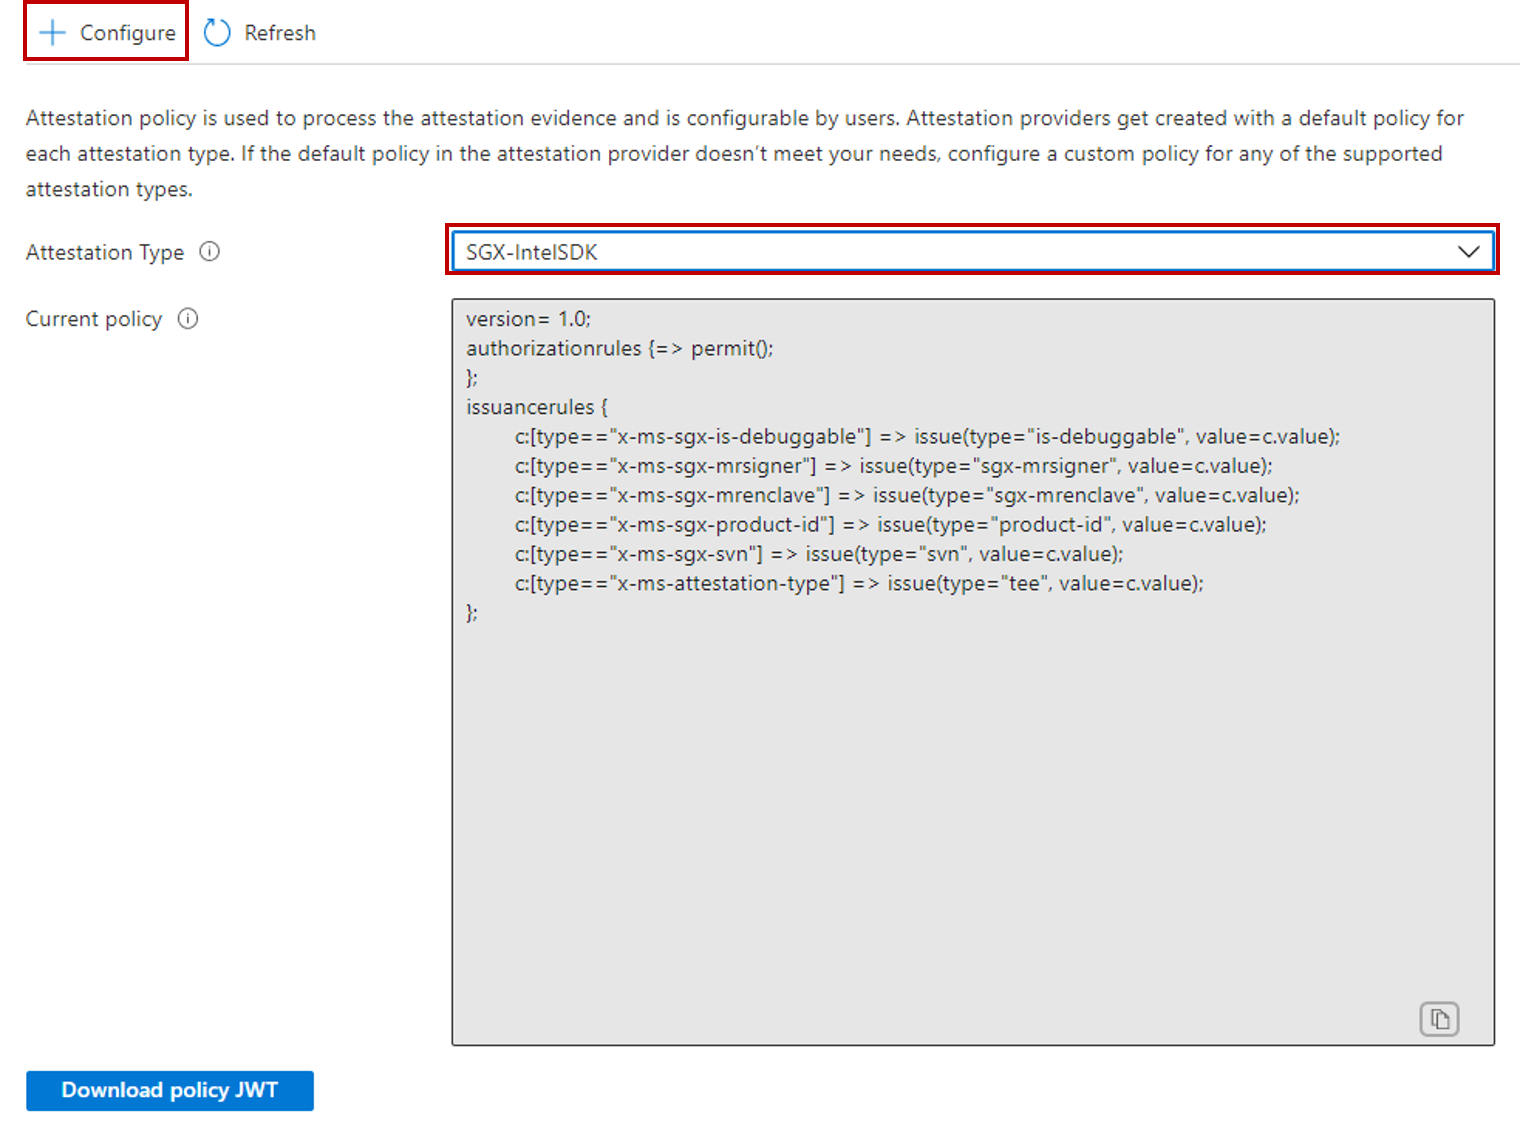 Configure Refresh
Attestation policy is used to process the attestation evidence and is configurable by users. Attestation providers get created with a default policy for
each attestation type. If the default policy in the attestation provider doesn't meet your needs, configure a custom policy for any of the supported
attestation types.
Attestation Type SGX-IntelSDK
Current policy
version= 1.0;
authorizationrules {=> permit();
};
issuancerules {
c:[type=="x-ms-sgx-is-debuggable"] => issue(type="is-debuggable", value=c.value);
c:[type=="x-ms-sgx-mrsigner"] => issue(type="sgx-mrsigner", value=c.value);
c:[type=="x-ms-sgx-mrenclave"] => issue(type="sgx-mrenclave", value=c.value);
c:[type=="x-ms-sgx-product-id"] => issue(type="product-id", value=c.value);
c:[type=="x-ms-sgx-svn"] => issue(type="svn", value=c.value);
c:[type=="x-ms-attestation-type"] => issue(type="tee", value=c.value);
};
Download policy JWT